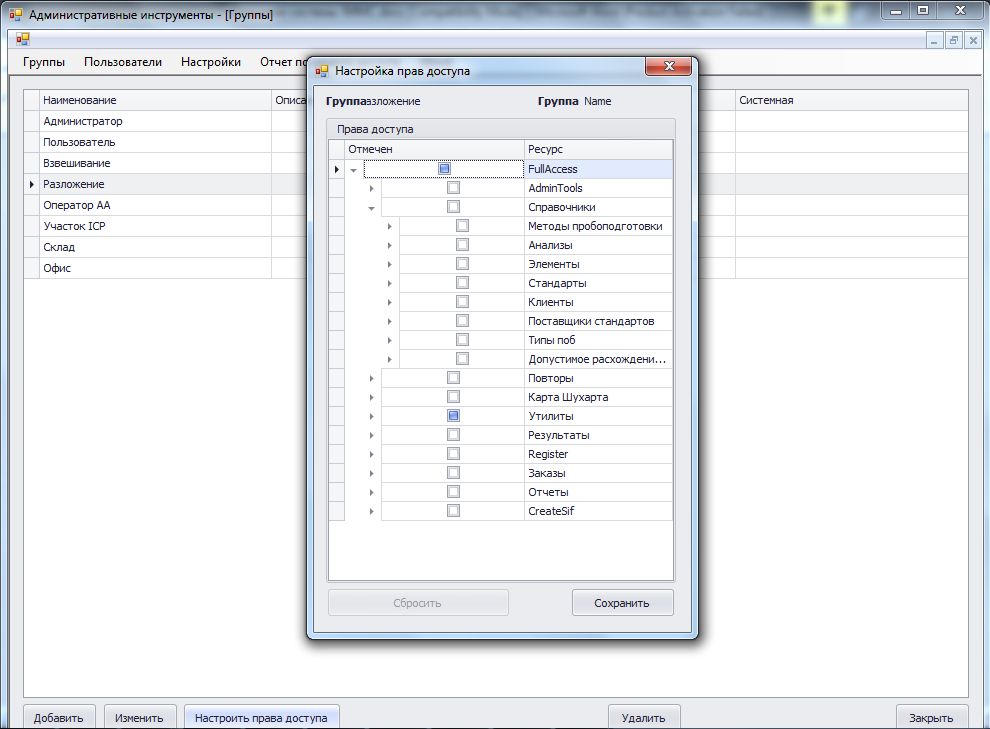 Административные инструменты - [Группы]
Группы Пользователи Настройки Отчет по
Наименование Описа Системная
Администратор
Пользователь
Взвешивание
Разложение
Оператор АА
Участок ICP
Склад
Офис
Настройка прав доступа
Группа азложение Группа Name
Права доступа
Отмечен Ресурс
FullAccess
AdminTools
Справочники
Методы пробоподготовки
Анализы
Элементы
Стандарты
Клиенты
Поставщики стандартов
Типы поб
Допустимое расхождени...
Повторы
Карта Шухарта
Утилиты
Результаты
Register
Заказы
Отчеты
CreateSif
Сбросить Сохранить
Добавить Изменить Настроить права доступа Удалить Закрыть